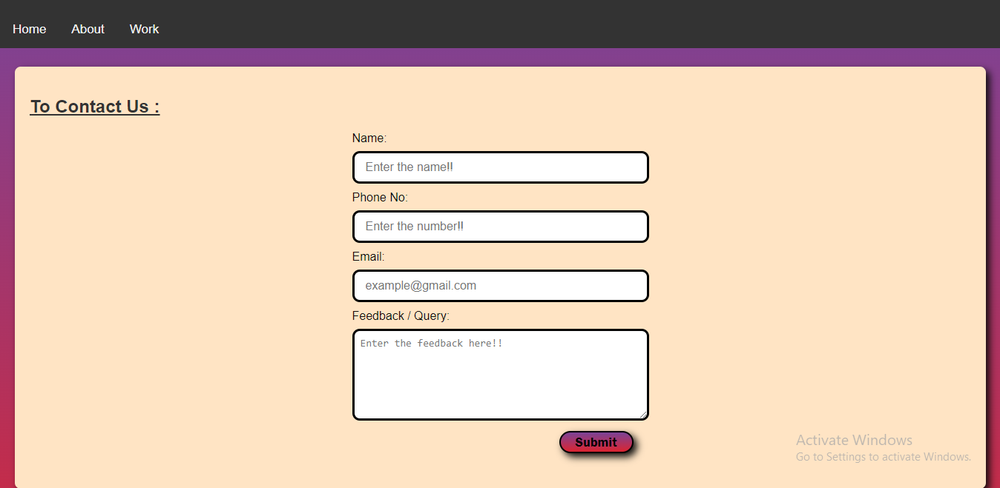 Home About Work
To Contact Us :
Name:
Enter the name!!
Phone No:
Enter the number!!
Email:
example@gmail.com
Feedback / Query:
Enter the feedback here!!
Submit
Activate Windows
Go to Settings to activate Windows.